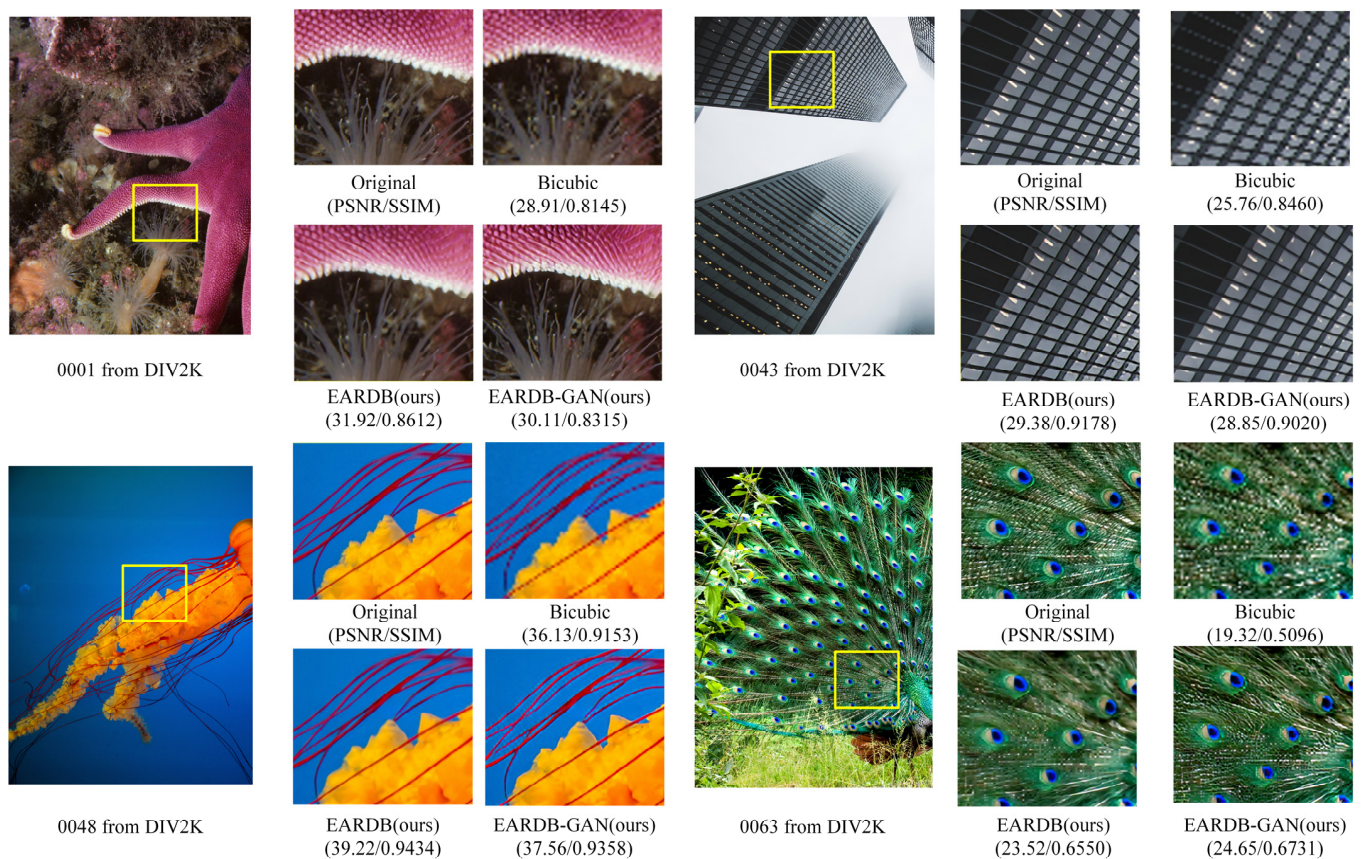 Original
(PSNR/SSIM)
Bicubic
(28.91/0.8145)
EARDB(ours)
(31.92/0.8612)
EARDB-GAN(ours)
(30.11/0.8315)
0001 from DIV2K
Original
(PSNR/SSIM)
Bicubic
(25.76/0.8460)
EARDB(ours)
(29.38/0.9178)
EARDB-GAN(ours)
(28.85/0.9020)
0043 from DIV2K
Original
(PSNR/SSIM)
Bicubic
(36.13/0.9153)
EARDB(ours)
(39.22/0.9434)
EARDB-GAN(ours)
(37.56/0.9358)
0048 from DIV2K
Original
(PSNR/SSIM)
Bicubic
(19.32/0.5096)
EARDB(ours)
(23.52/0.6550)
EARDB-GAN(ours)
(24.65/0.6731)
0063 from DIV2K